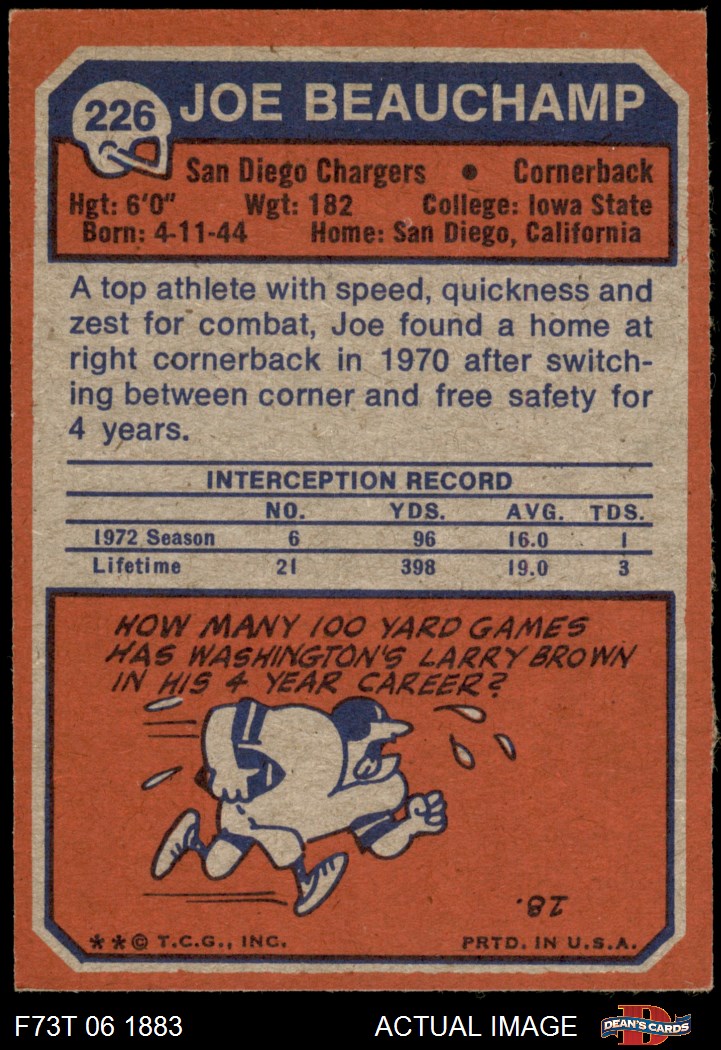 226 JOE BEAUCHAMP
San Diego Chargers • Cornerback
Hgt: 6'0" Wgt: 182 College: Iowa State
Born: 4-11-44 Home: San Diego, California
A top athlete with speed, quickness and
zest for combat, Joe found a home at
right cornerback in 1970 after switch-
ing between corner and free safety for
4 years.
INTERCEPTION RECORD
NO. YDS. AVG. TDS.
1972 Season 6 96 16.0 1
Lifetime 21 398 19.0 3
HOW MANY 100 YARD GAMES
HAS WASHINGTON'S LARRY BROWN
IN HIS 4 YEAR CAREER?
18.
**© T.C.G., INC. PRTD. IN U.S.A.
F73T 06 1883 ACTUAL IMAGE D DEAN'S CARDS